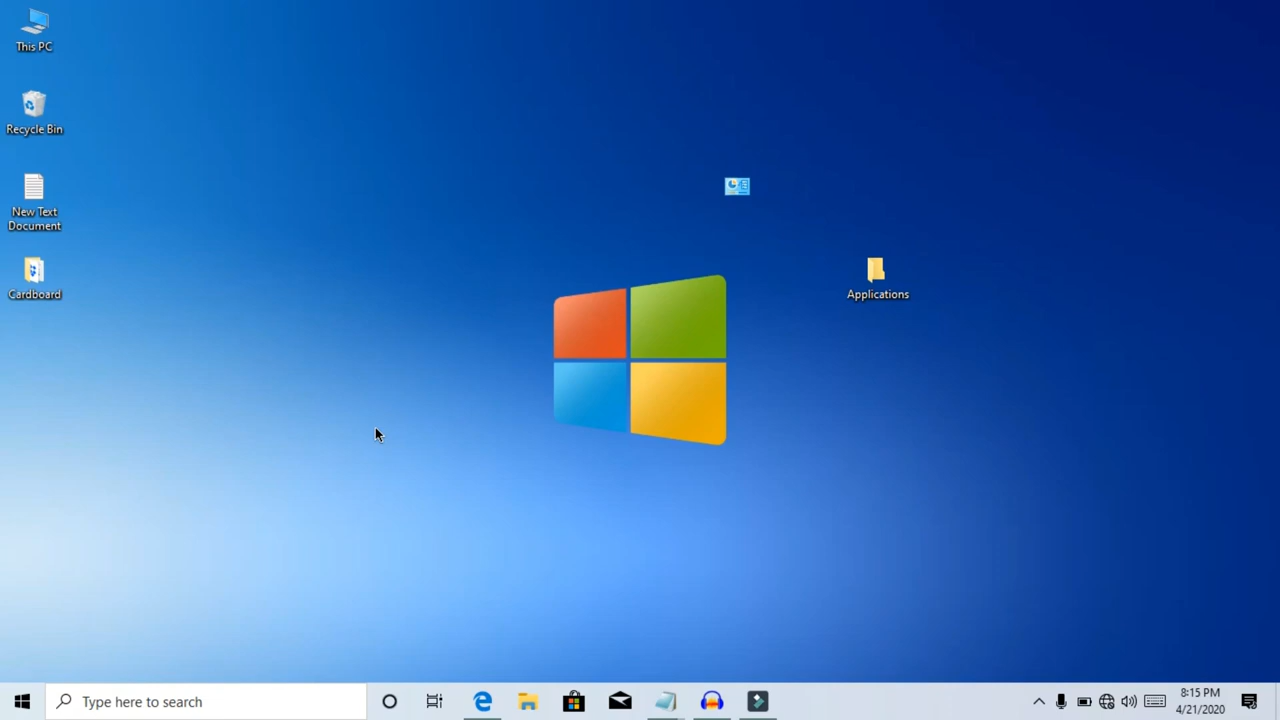 This PC
Recycle Bin
New Text
Document
Cardboard
Applications
Type here to search
8:15 PM
4/21/2020